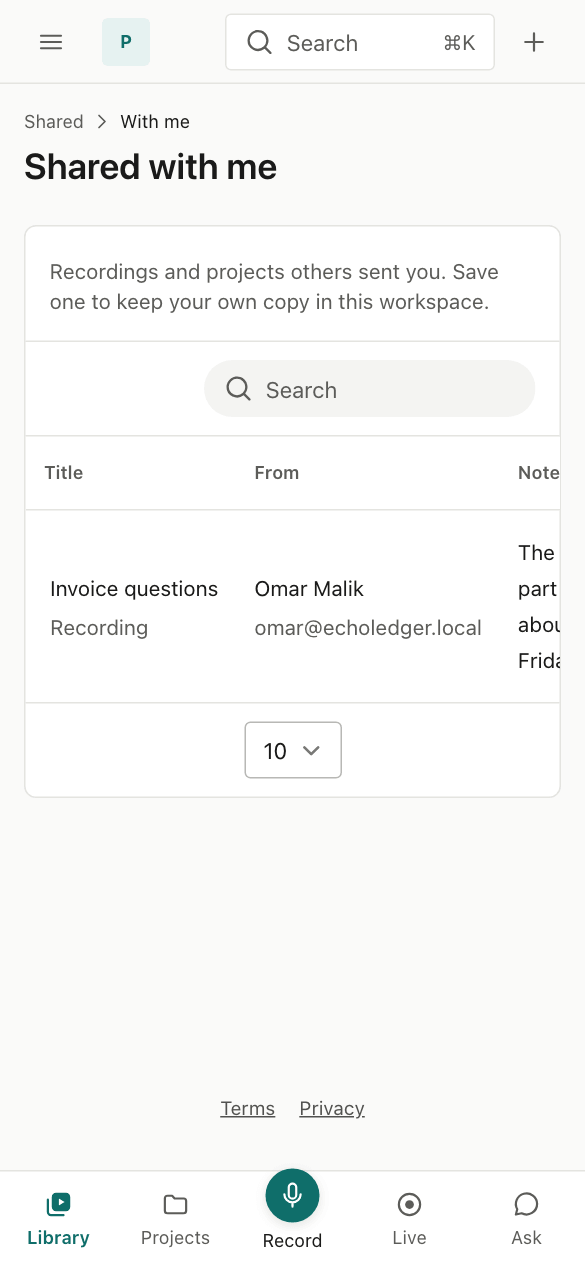 P
Search
⌘K
Shared
With me
Shared with me
Recordings and projects others sent you. Save
one to keep your own copy in this workspace.
Search
Title
From
Note
Invoice questions
Recording
Omar Malik
omar@echoledger.local
The
part
10
Terms
Privacy
Library
Projects
Record
Live
Ask